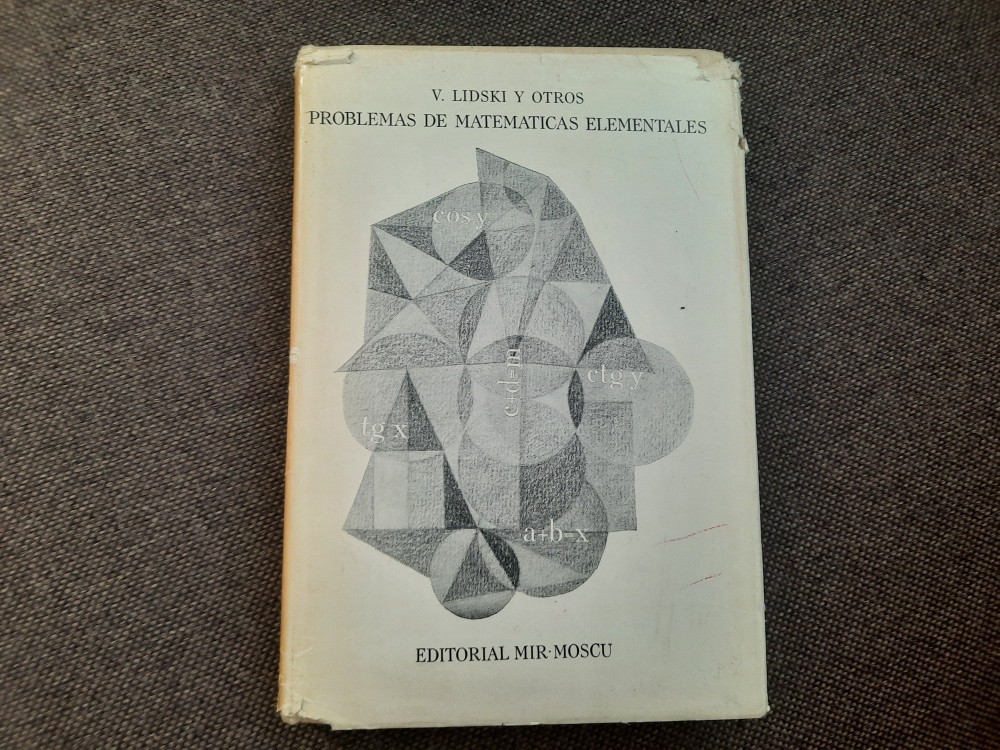 V. LIDSKI Y OTROS
PROBLEMAS DE MATEMATICAS ELEMENTALES
cos y
c+d=m
ctg y
tg x
a+b=x
EDITORIAL MIR·MOSCU